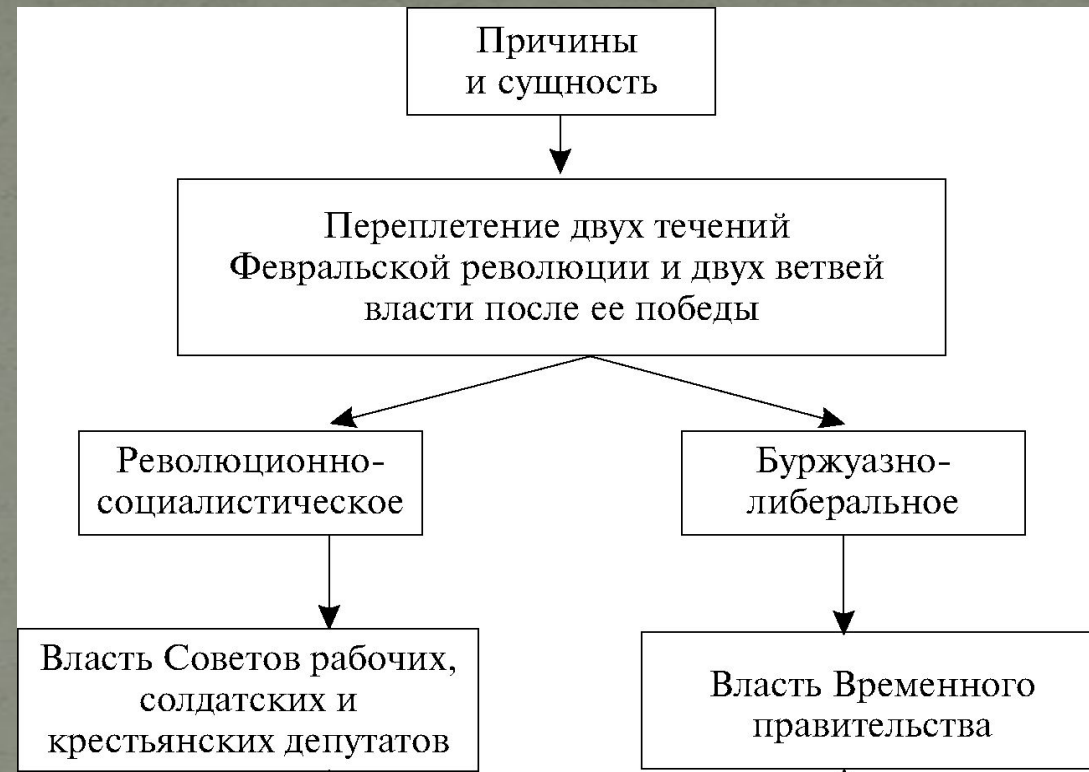 Причины
и сущность
Переплетение двух течений
Февральской революции и двух ветвей
власти после ее победы
Революционно-
социалистическое
Буржуазно-
либеральное
Власть Советов рабочих,
солдатских и
крестьянских депутатов
Власть Временного
правительства